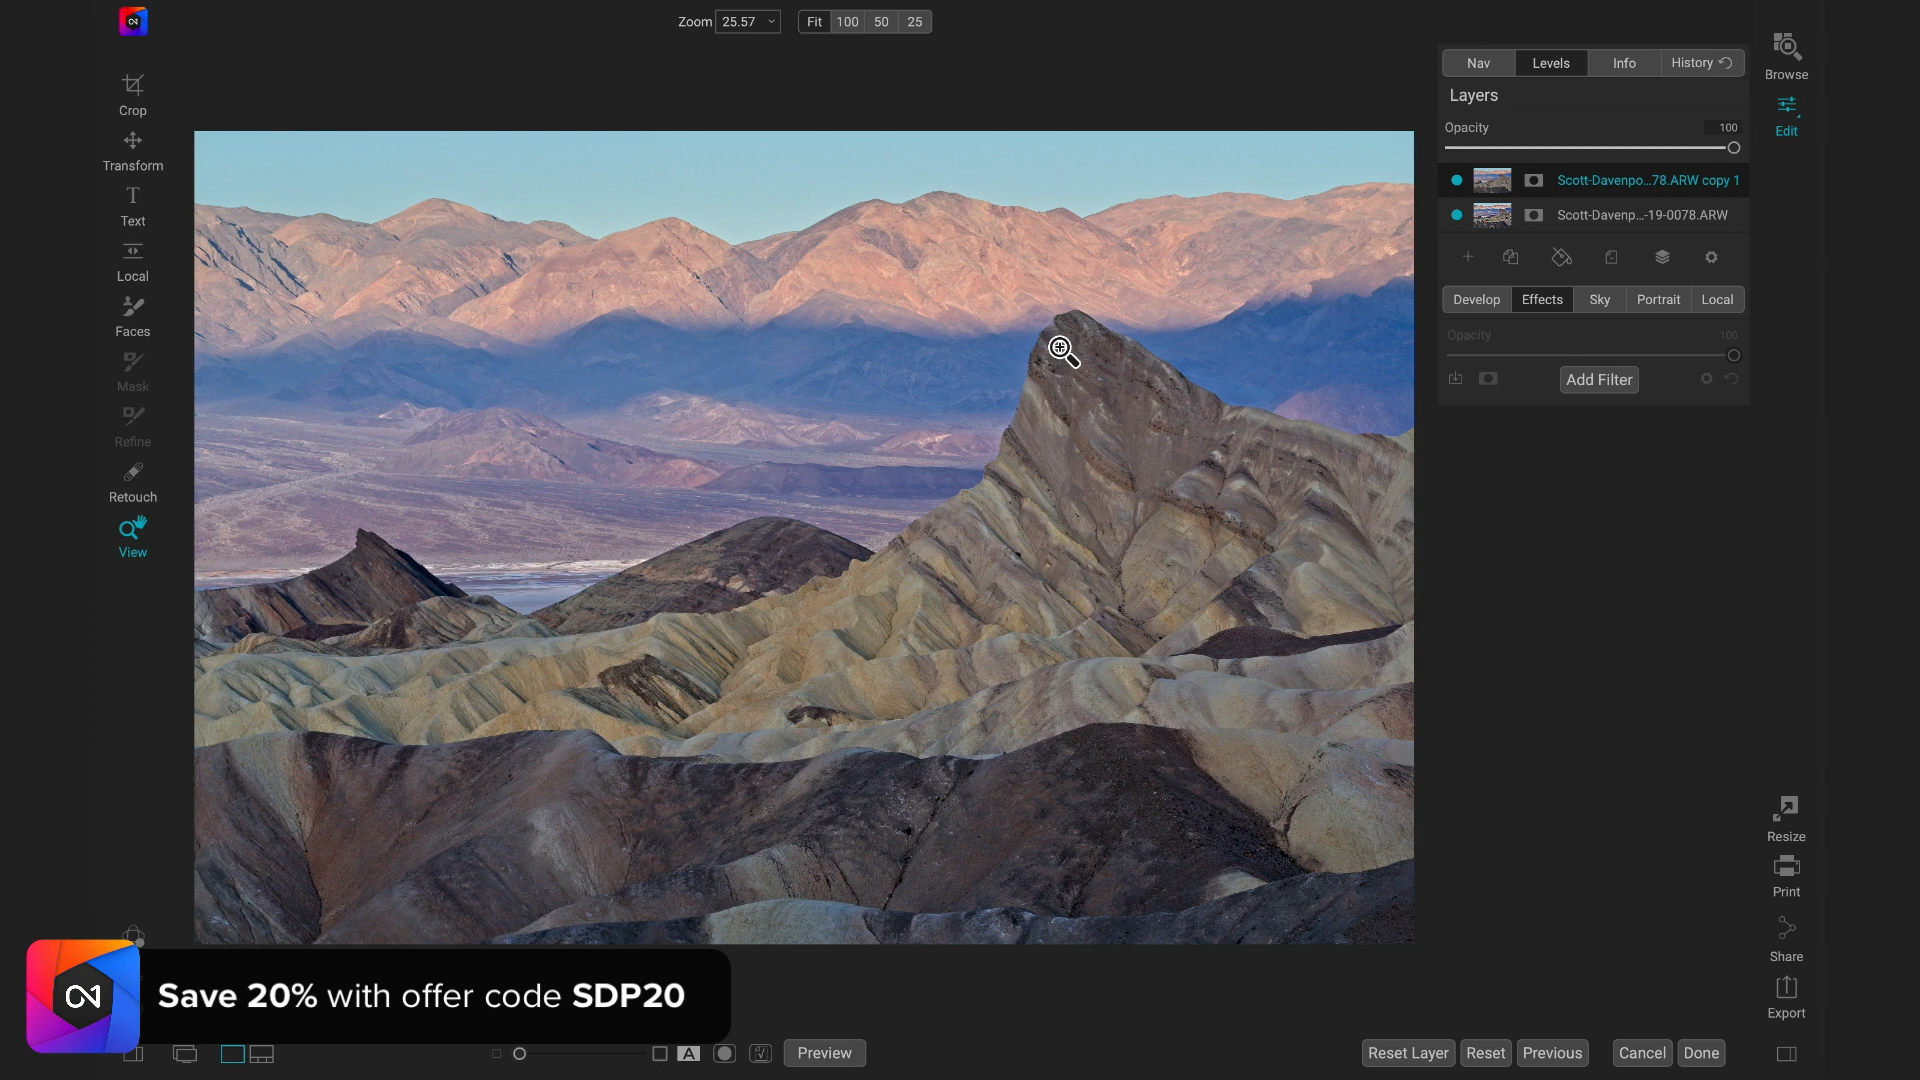 Zoom 25.57 Fit 100 50 25
Crop
Transform
Text
Local
Faces
Mask
Refine
Retouch
View
Nav Levels Info History
Layers
Opacity 100
Scott-Davenpo...78.ARW copy 1
Scott-Davenp...-19-0078.ARW
Develop Effects Sky Portrait Local
Opacity 100
Add Filter
Browse
Edit
Resize
Print
Share
Export
Save 20% with offer code SDP20
A Preview
Reset Layer Reset Previous Cancel Done